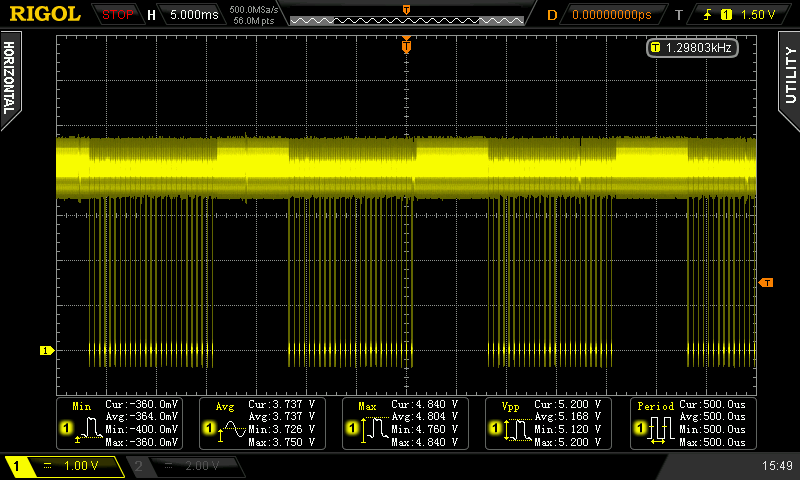 RIGOL STOP H 5.000ms 500.0MSa/s 56.0M pts D 0.00000000ps T 1 1.50 V
T 1.29803kHz
HORIZONTAL
UTILITY
T
T
1
Min Cur:-360.0mV Avg:-364.0mV Min:-400.0mV Max:-360.0mV
Avg Cur:3.737 V Avg:3.737 V Min:3.726 V Max:3.750 V
Max Cur:4.840 V Avg:4.804 V Min:4.760 V Max:4.840 V
Vpp Cur:5.200 V Avg:5.168 V Min:5.120 V Max:5.200 V
Period Cur:500.0us Avg:500.0us Min:500.0us Max:500.0us
1 1.00 V 2 2.00 V 15:49